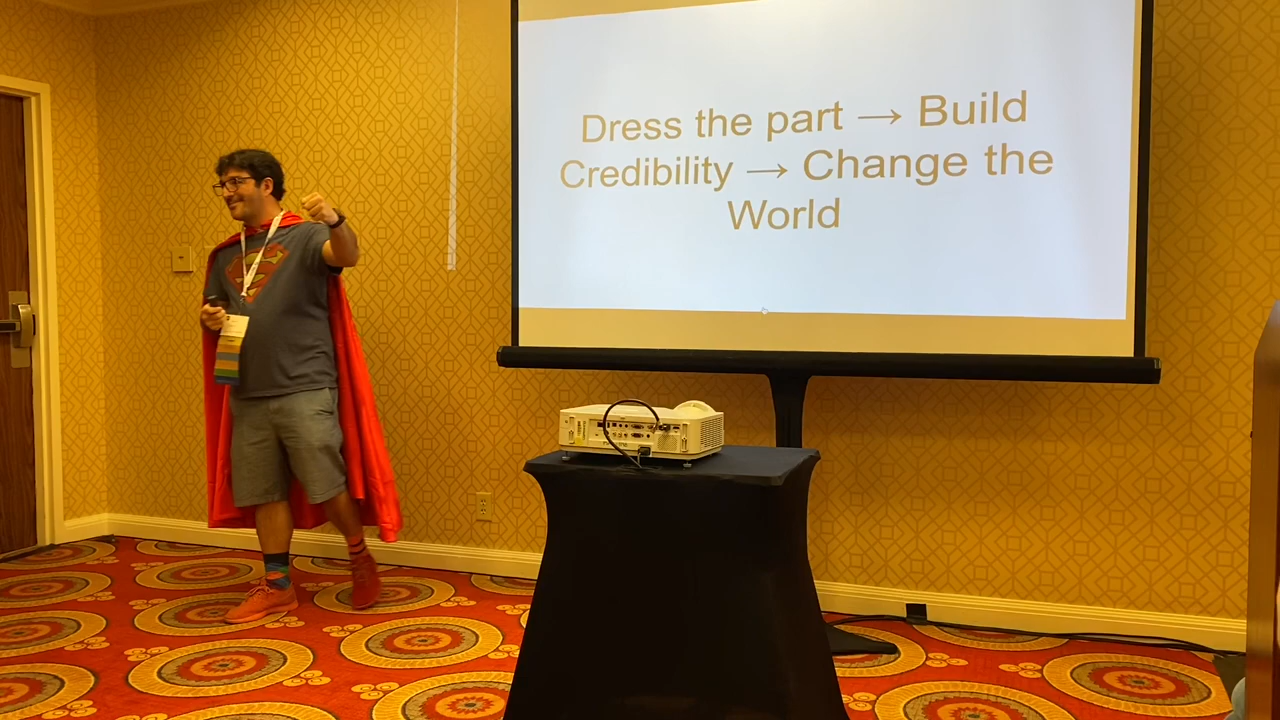 Dress the part → Build
Credibility → Change the
World